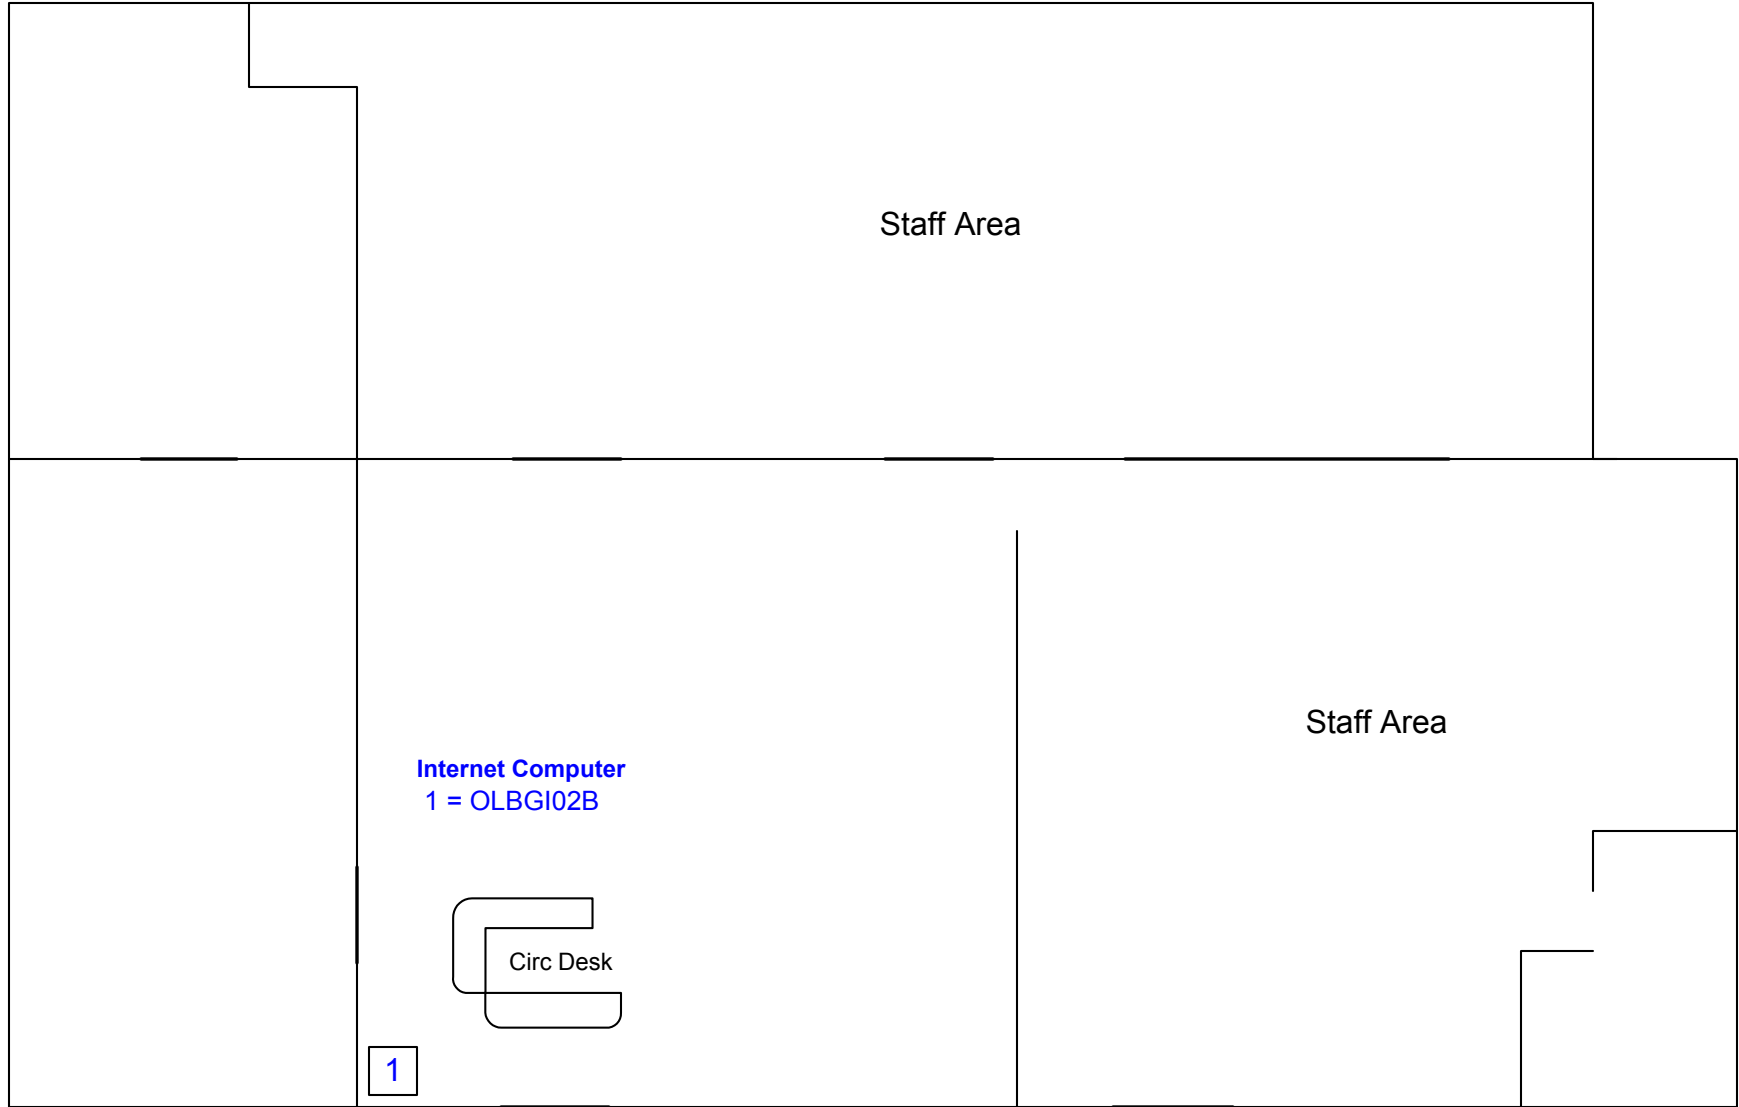 Staff Area
Staff Area
Internet Computer
1 = OLBGI02B
Circ Desk
1